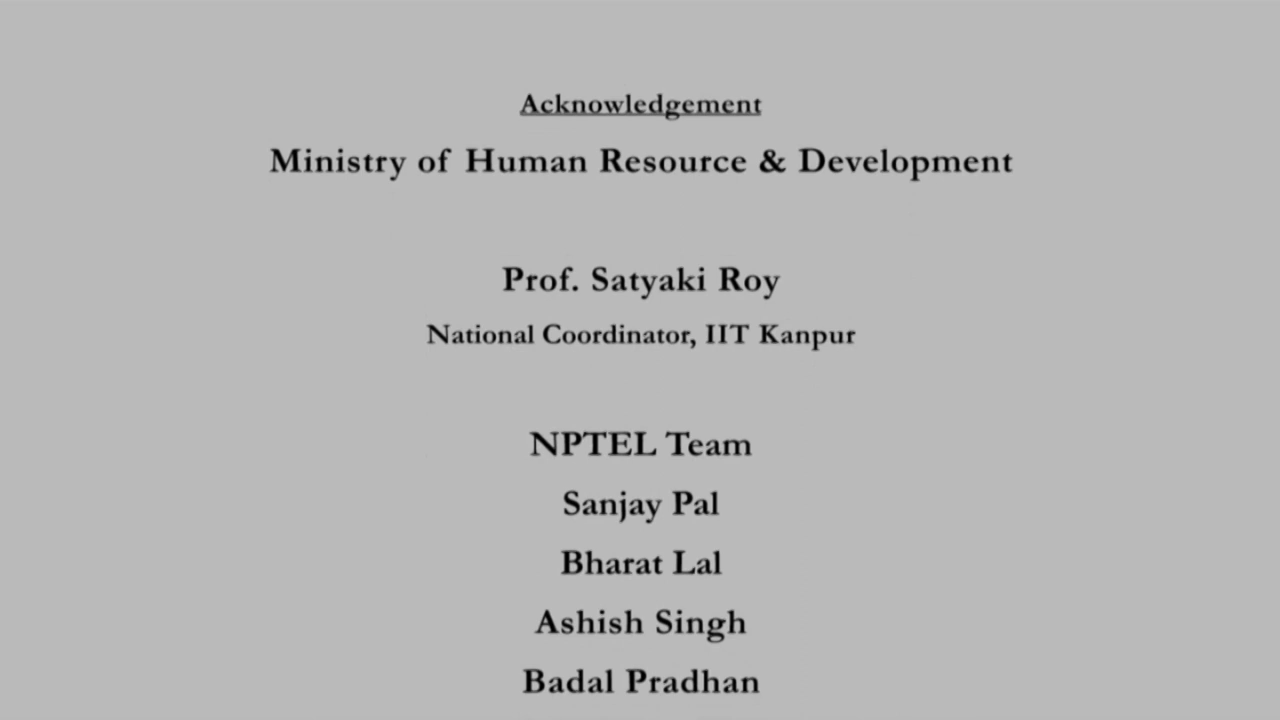 Acknowledgement
Ministry of Human Resource & Development
Prof. Satyaki Roy
National Coordinator, IIT Kanpur
NPTEL Team
Sanjay Pal
Bharat Lal
Ashish Singh
Badal Pradhan